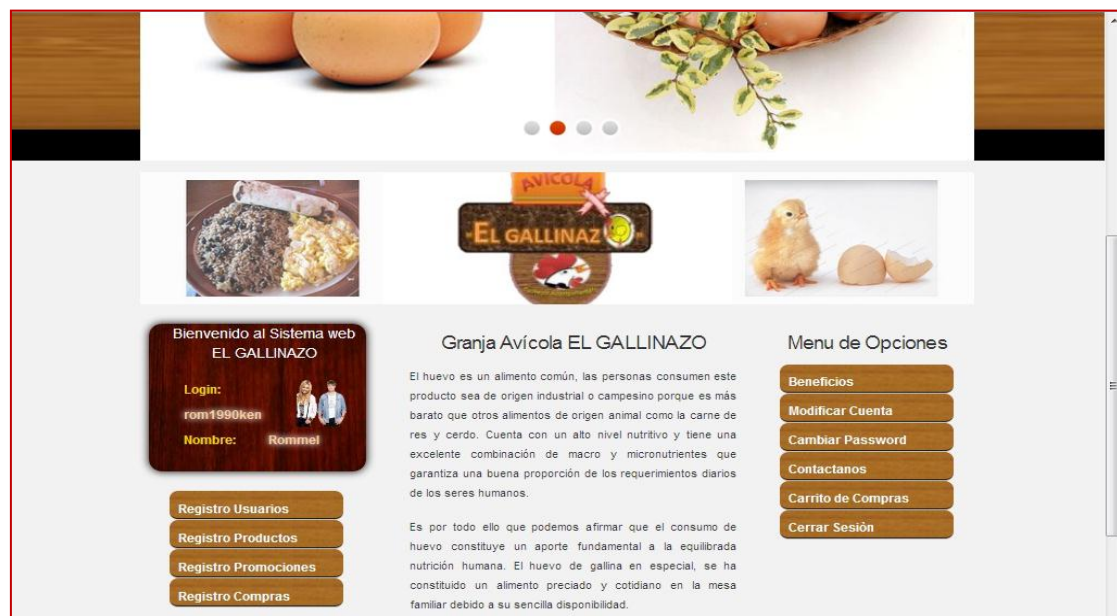 AVICOLA
EL GALLINAZO
Bienvenido al Sistema web
EL GALLINAZO
Login:
rom1990ken
Nombre: Rommel
Registro Usuarios
Registro Productos
Registro Promociones
Registro Compras
Granja Avícola EL GALLINAZO
El huevo es un alimento común, las personas consumen este
producto sea de origen industrial o campesino porque es más
barato que otros alimentos de origen animal como la carne de
res y cerdo. Cuenta con un alto nivel nutritivo y tiene una
excelente combinación de macro y micronutrientes que
garantiza una buena proporción de los requerimientos diarios
de los seres humanos.
Es por todo ello que podemos afirmar que el consumo de
huevo constituye un aporte fundamental a la equilibrada
nutrición humana. El huevo de gallina en especial, se ha
constituido un alimento preciado y cotidiano en la mesa
familiar debido a su sencilla disponibilidad.
Menu de Opciones
Beneficios
Modificar Cuenta
Cambiar Password
Contactanos
Carrito de Compras
Cerrar Sesión